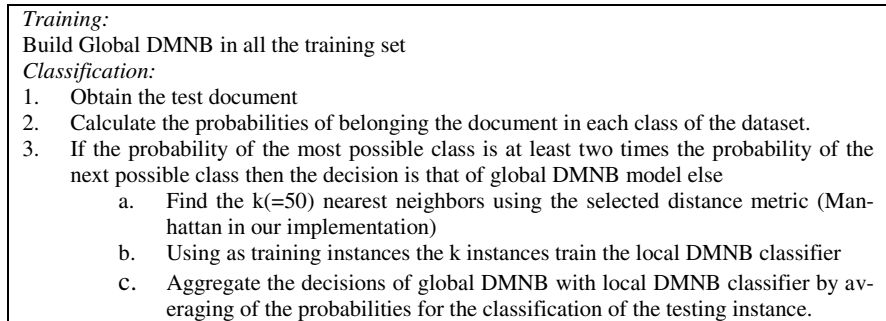 Training:
Build Global DMNB in all the training set
Classification:
1. Obtain the test document
2. Calculate the probabilities of belonging the document in each class of the dataset.
3. If the probability of the most possible class is at least two times the probability of the
next possible class then the decision is that of global DMNB model else
a. Find the k(=50) nearest neighbors using the selected distance metric (Man-
hattan in our implementation)
b. Using as training instances the k instances train the local DMNB classifier
c. Aggregate the decisions of global DMNB with local DMNB classifier by av-
eraging of the probabilities for the classification of the testing instance.